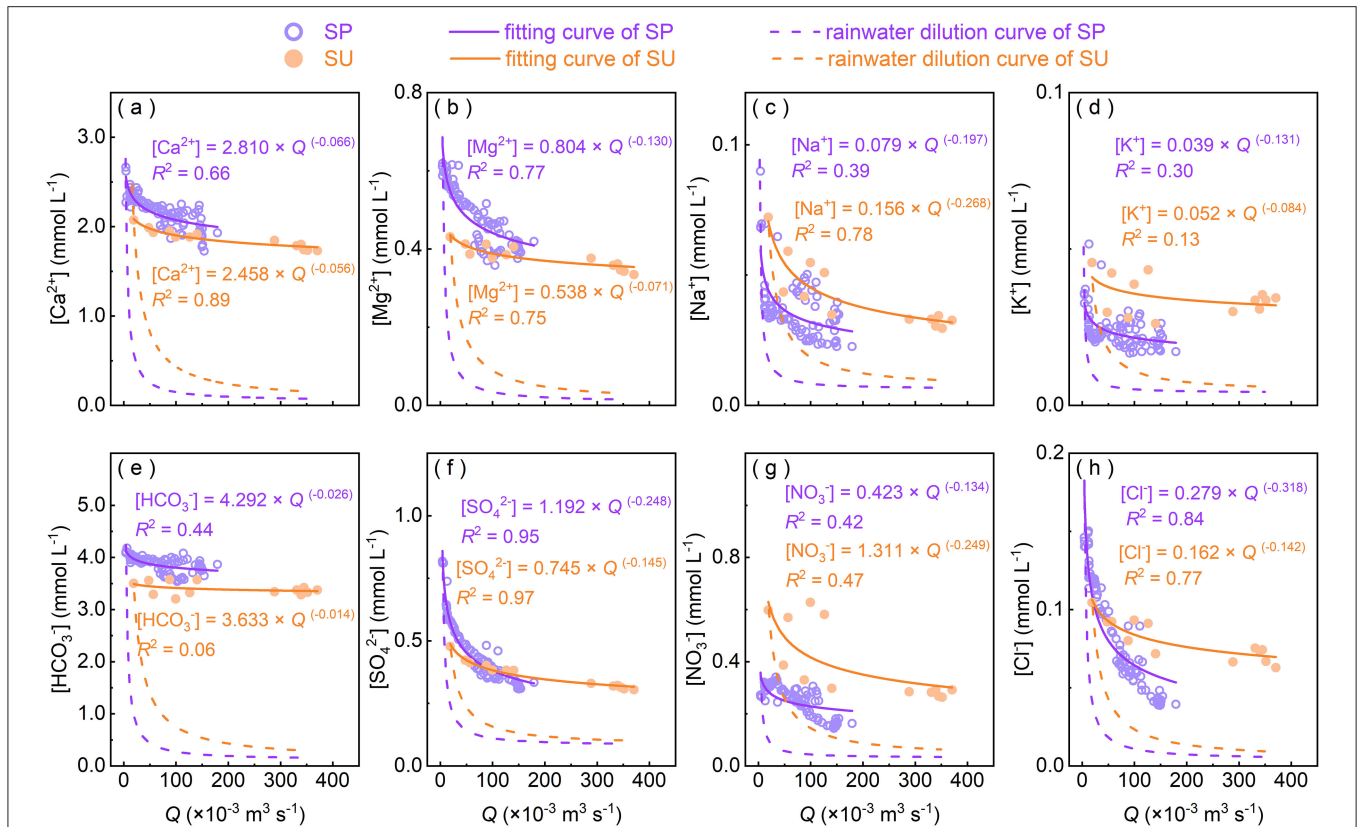 SP fitting curve of SP rainwater dilution curve of SP
SU fitting curve of SU rainwater dilution curve of SU
( a )
[Ca²⁺] = 2.810 × Q ⁽⁻⁰·⁰⁶⁶⁾
R² = 0.66
[Ca²⁺] = 2.458 × Q ⁽⁻⁰·⁰⁵⁶⁾
R² = 0.89
[Ca²⁺] (mmol L⁻¹)
3.0
2.0
1.0
0.0
( b )
[Mg²⁺] = 0.804 × Q ⁽⁻⁰·¹³⁰⁾
R² = 0.77
[Mg²⁺] = 0.538 × Q ⁽⁻⁰·⁰⁷¹⁾
R² = 0.75
[Mg²⁺] (mmol L⁻¹)
0.8
0.4
0.0
( c )
[Na⁺] = 0.079 × Q ⁽⁻⁰·¹⁹⁷⁾
R² = 0.39
[Na⁺] = 0.156 × Q ⁽⁻⁰·²⁶⁸⁾
R² = 0.78
[Na⁺] (mmol L⁻¹)
0.1
0.0
( d )
[K⁺] = 0.039 × Q ⁽⁻⁰·¹³¹⁾
R² = 0.30
[K⁺] = 0.052 × Q ⁽⁻⁰·⁰⁸⁴⁾
R² = 0.13
[K⁺] (mmol L⁻¹)
0.1
0.0
( e )
[HCO₃⁻] = 4.292 × Q ⁽⁻⁰·⁰²⁶⁾
R² = 0.44
[HCO₃⁻] = 3.633 × Q ⁽⁻⁰·⁰¹⁴⁾
R² = 0.06
[HCO₃⁻] (mmol L⁻¹)
5.0
4.0
3.0
2.0
1.0
0.0
0 100 200 300 400
Q (×10⁻³ m³ s⁻¹)
( f )
[SO₄²⁻] = 1.192 × Q ⁽⁻⁰·²⁴⁸⁾
R² = 0.95
[SO₄²⁻] = 0.745 × Q ⁽⁻⁰·¹⁴⁵⁾
R² = 0.97
[SO₄²⁻] (mmol L⁻¹)
1.0
0.5
0.0
0 100 200 300 400
Q (×10⁻³ m³ s⁻¹)
( g )
[NO₃⁻] = 0.423 × Q ⁽⁻⁰·¹³⁴⁾
R² = 0.42
[NO₃⁻] = 1.311 × Q ⁽⁻⁰·²⁴⁹⁾
R² = 0.47
[NO₃⁻] (mmol L⁻¹)
0.8
0.4
0.0
0 100 200 300 400
Q (×10⁻³ m³ s⁻¹)
( h )
[Cl⁻] = 0.279 × Q ⁽⁻⁰·³¹⁸⁾
R² = 0.84
[Cl⁻] = 0.162 × Q ⁽⁻⁰·¹⁴²⁾
R² = 0.77
[Cl⁻] (mmol L⁻¹)
0.2
0.1
0.0
0 100 200 300 400
Q (×10⁻³ m³ s⁻¹)